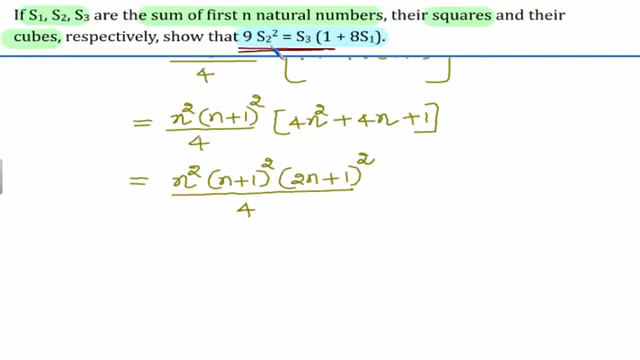 If S₁, S₂, S₃ are the sum of first n natural numbers, their squares and their
cubes, respectively, show that 9 S₂² = S₃ (1 + 8S₁).
4
= n²(n+1)²/4 [4n² + 4n + 1]
= n²(n+1)²(2n+1)²/4